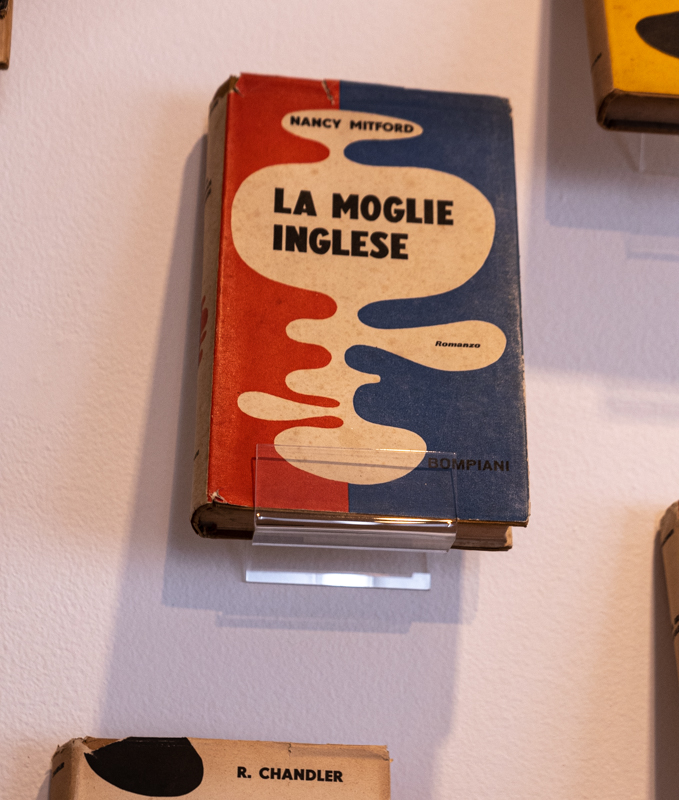 NANCY MITFORD
LA MOGLIE
INGLESE
Romanzo
BOMPIANI
R. CHANDLER